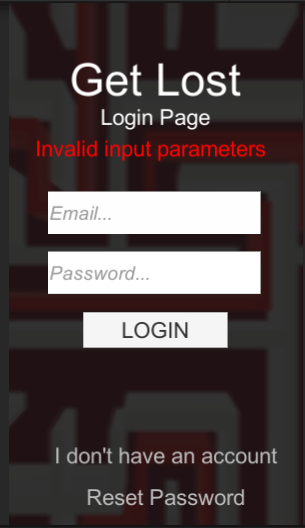 Get Lost
Login Page
Invalid input parameters
Email...
Password...
LOGIN
I don't have an account
Reset Password